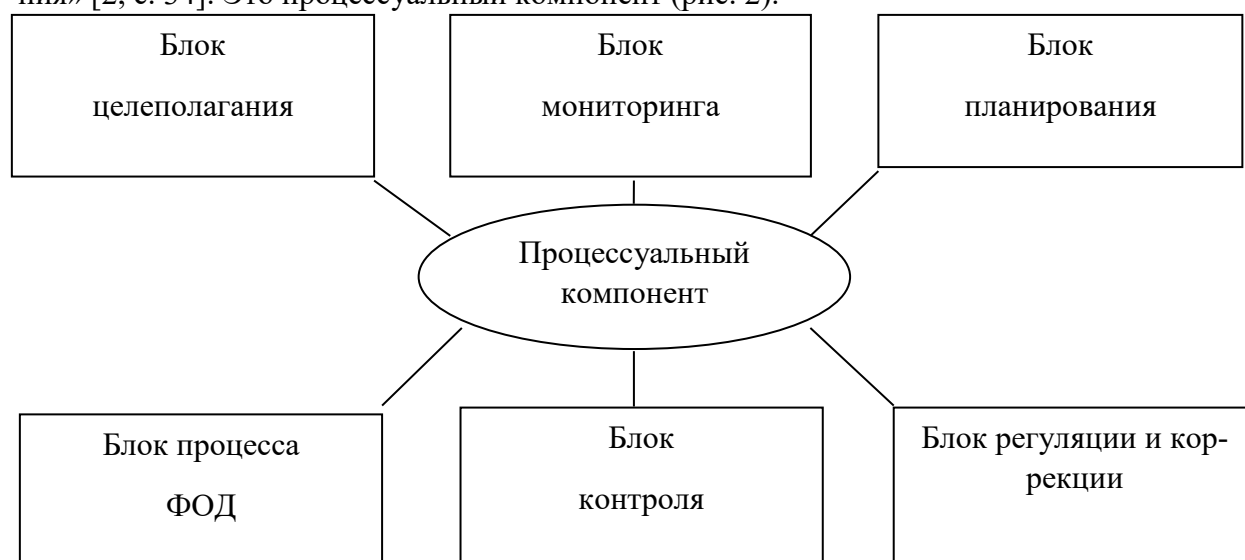 ния» [2, с. 34]. Это процессуальный компонент (рис. 2).
Блок
целеполагания
Блок
мониторинга
Блок
планирования
Процессуальный
компонент
Блок процесса
ФОД
Блок
контроля
Блок регуляции и кор-
рекции